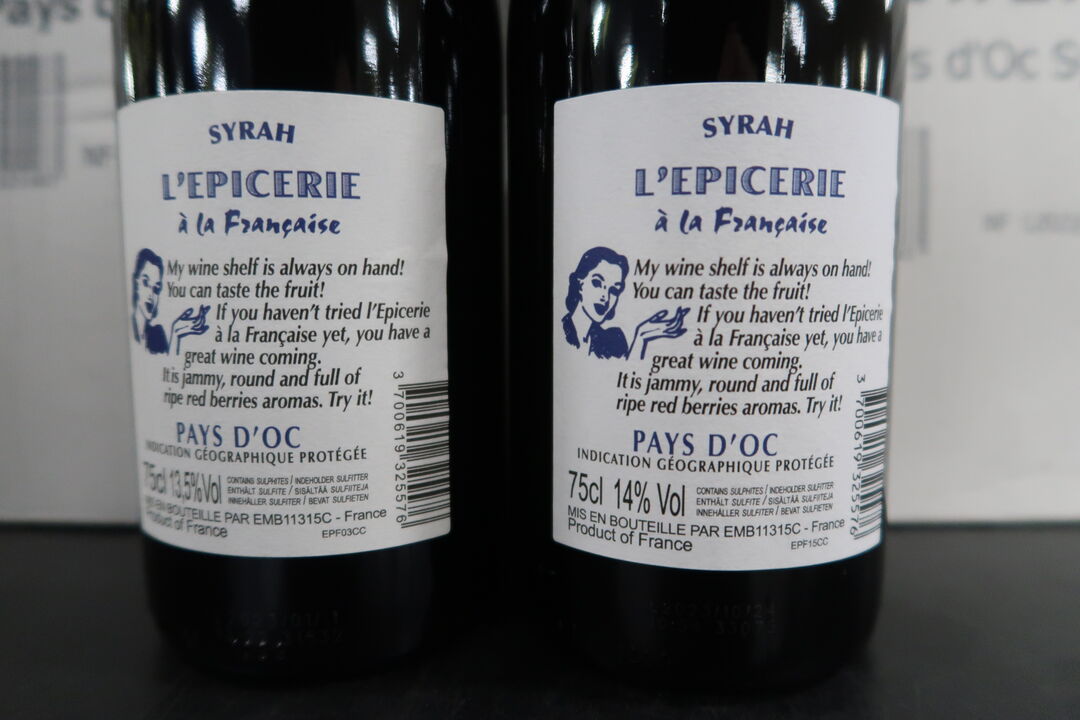 d'Oc S
SYRAH
L'EPICERIE
à la Française
My wine shelf is always on hand!
You can taste the fruit!
If you haven't tried l'Epicerie
à la Française yet, you have a
great wine coming.
It is jammy, round and full of
ripe red berries aromas. Try it!
PAYS D'OC
INDICATION GÉOGRAPHIQUE PROTÉGÉE
75cl 13,5% Vol
CONTAINS SULPHITES / INDEHOLDER SULFITTER
ENTHÄLT SULFITE / SISÄLTÄÄ SULFIITEJA
INNEHÅLLER SULFITER / BEVAT SULFIETEN
MIS EN BOUTEILLE PAR EMB11315C - France
Product of France
EPF03CC
3 700619 325576
SYRAH
L'EPICERIE
à la Française
My wine shelf is always on hand!
You can taste the fruit!
If you haven't tried l'Epicerie
à la Française yet, you have a
great wine coming.
It is jammy, round and full of
ripe red berries aromas. Try it!
PAYS D'OC
INDICATION GÉOGRAPHIQUE PROTÉGÉE
75cl 14% Vol
CONTAINS SULPHITES / INDEHOLDER SULFITTER
ENTHÄLT SULFITE / SISÄLTÄÄ SULFIITEJA
INNEHÅLLER SULFITER / BEVAT SULFIETEN
MIS EN BOUTEILLE PAR EMB11315C - France
Product of France
EPF15CC
3 700619 325576